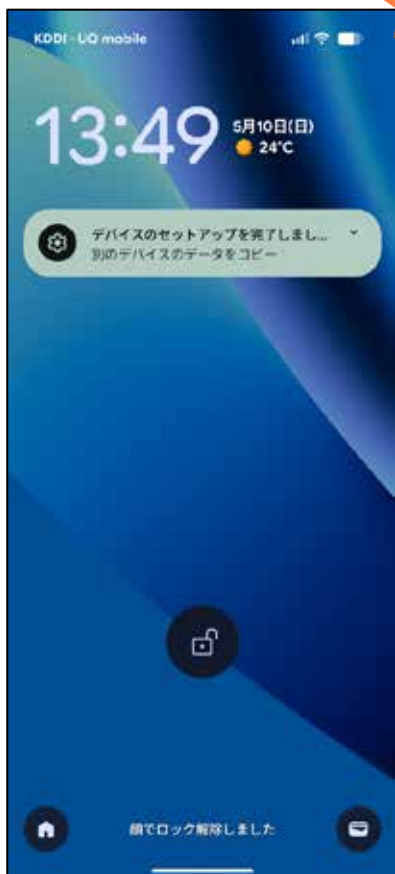 KDDI - UQ mobile
13:49
5月10日(日)
24°C
デバイスのセットアップを完了しまし...
別のデバイスのデータをコピー
顔でロック解除しました